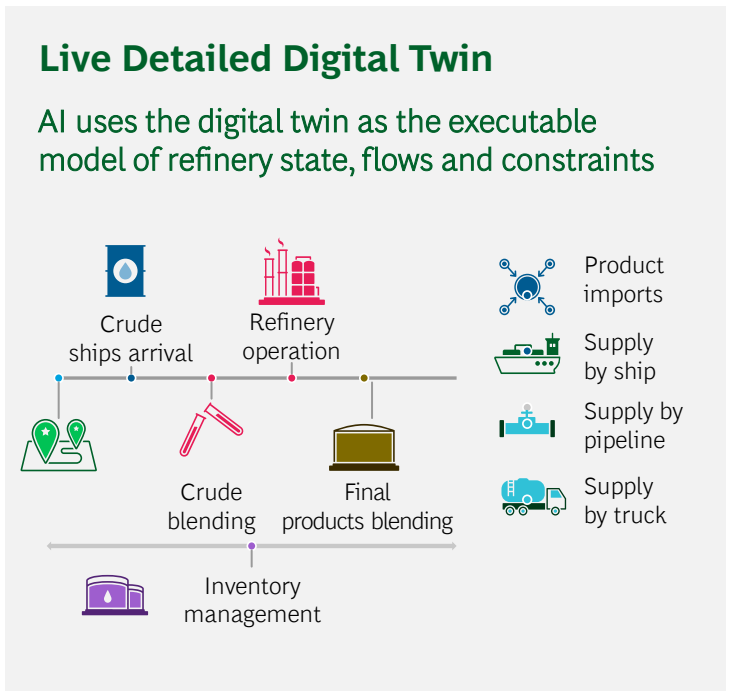 Live Detailed Digital Twin
AI uses the digital twin as the executable
model of refinery state, flows and constraints
Crude
ships arrival
Refinery
operation
Crude
blending
Final
products blending
Inventory
management
Product
imports
Supply
by ship
Supply by
pipeline
Supply
by truck